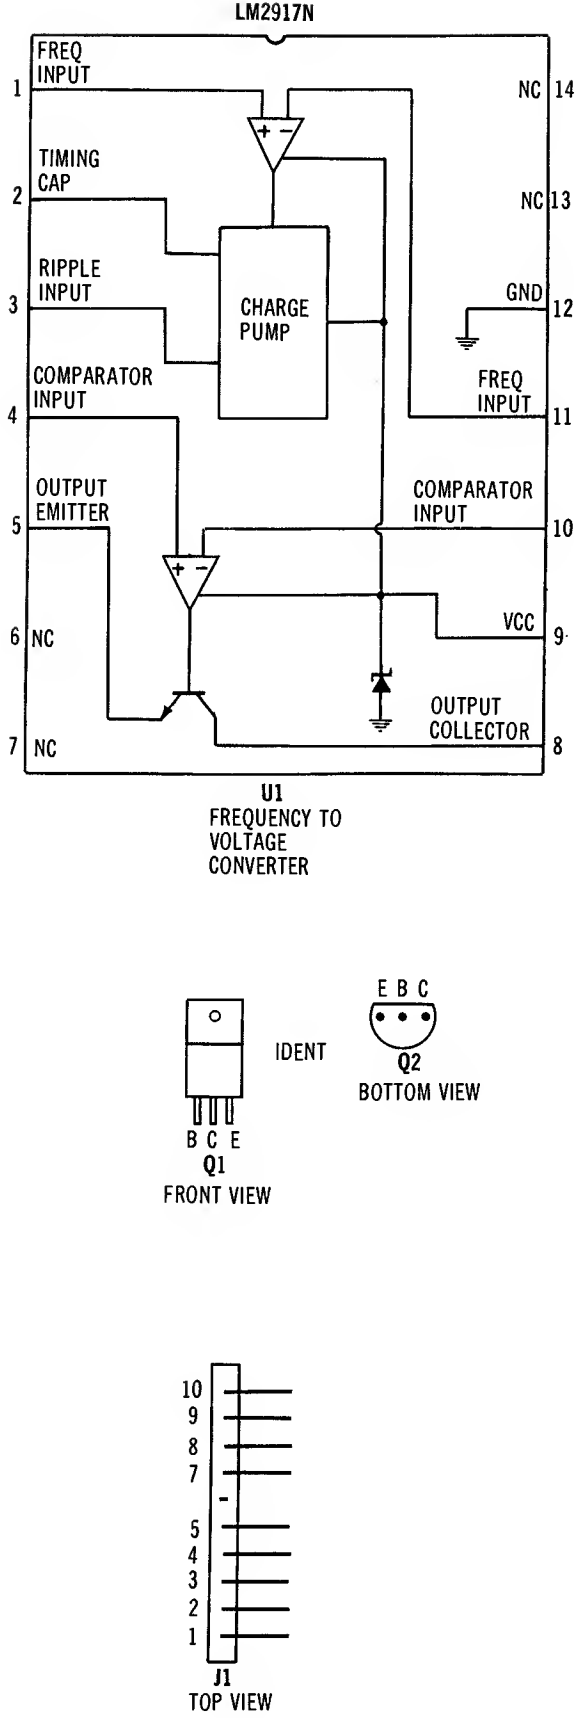 LM2917N
FREQ
INPUT
1
NC 14
TIMING
CAP
2
NC 13
RIPPLE
INPUT
3
GND
12
CHARGE
PUMP
COMPARATOR
INPUT
4
FREQ
INPUT
11
OUTPUT
EMITTER
5
COMPARATOR
INPUT
10
+ -
+ -
6 NC
VCC
9
7 NC
OUTPUT
COLLECTOR
8
U1
FREQUENCY TO
VOLTAGE
CONVERTER
E B C
Q2
BOTTOM VIEW
IDENT
B C E
Q1
FRONT VIEW
10
9
8
7
-
5
4
3
2
1
J1
TOP VIEW